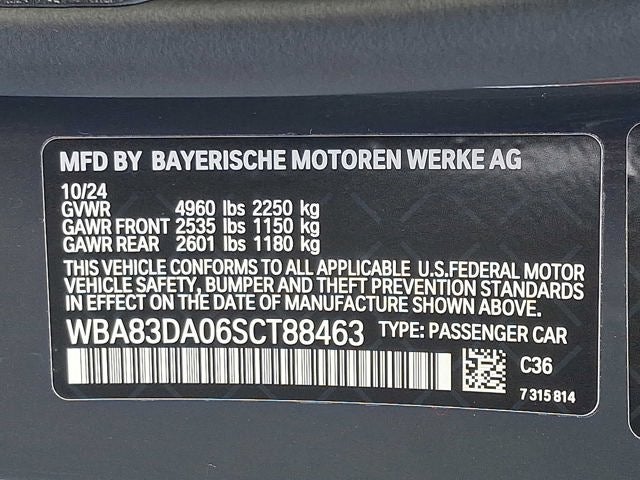 MFD BY BAYERISCHE MOTOREN WERKE AG
10/24
GVWR 4960 lbs 2250 kg
GAWR FRONT 2535 lbs 1150 kg
GAWR REAR 2601 lbs 1180 kg
THIS VEHICLE CONFORMS TO ALL APPLICABLE U.S.FEDERAL MOTOR
VEHICLE SAFETY, BUMPER, AND THEFT PREVENTION STANDARDS
IN EFFECT ON THE DATE OF MANUFACTURE SHOWN ABOVE.
WBA83DA06SCT88463 TYPE: PASSENGER CAR
C36
7 315 814